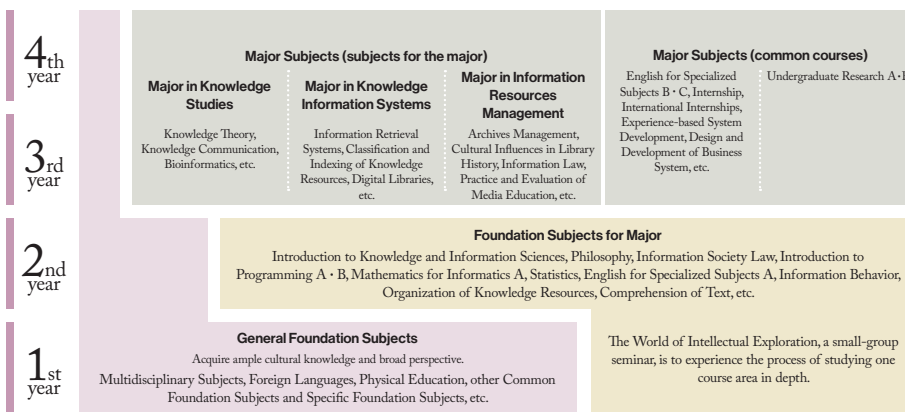 4th
year
3rd
year
2nd
year
1st
year
Major Subjects (subjects for the major)
Major in Knowledge
Studies
Knowledge Theory,
Knowledge Communication,
Bioinformatics, etc.
Major in Knowledge
Information Systems
Information Retrieval
Systems, Classification and
Indexing of Knowledge
Resources, Digital Libraries,
etc.
Major in Information
Resources
Management
Archives Management,
Cultural Influences in Library
History, Information Law,
Practice and Evaluation of
Media Education, etc.
Major Subjects (common courses)
English for Specialized
Subjects B・C, Internship,
International Internships,
Experience-based System
Development, Design and
Development of Business
System, etc.
Undergraduate Research A・B
Foundation Subjects for Major
Introduction to Knowledge and Information Sciences, Philosophy, Information Society Law, Introduction to
Programming A・B, Mathematics for Informatics A, Statistics, English for Specialized Subjects A, Information Behavior,
Organization of Knowledge Resources, Comprehension of Text, etc.
General Foundation Subjects
Acquire ample cultural knowledge and broad perspective.
Multidisciplinary Subjects, Foreign Languages, Physical Education, other Common
Foundation Subjects and Specific Foundation Subjects, etc.
The World of Intellectual Exploration, a small-group
seminar, is to experience the process of studying one
course area in depth.